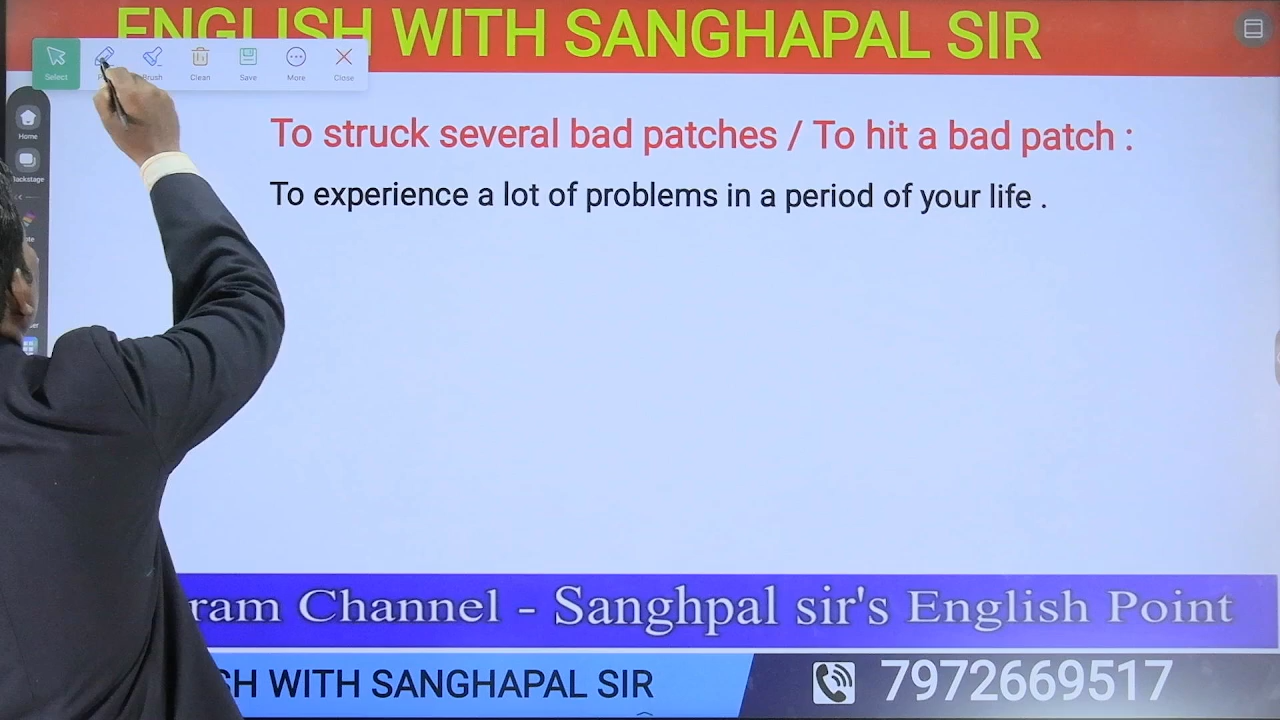 ENGLISH WITH SANGHAPAL SIR
Select
Brush
Clean
Save
More
Close
Home
Backstage
To struck several bad patches / To hit a bad patch :
To experience a lot of problems in a period of your life .
ram Channel - Sanghpal sir's English Point
SH WITH SANGHAPAL SIR
7972669517